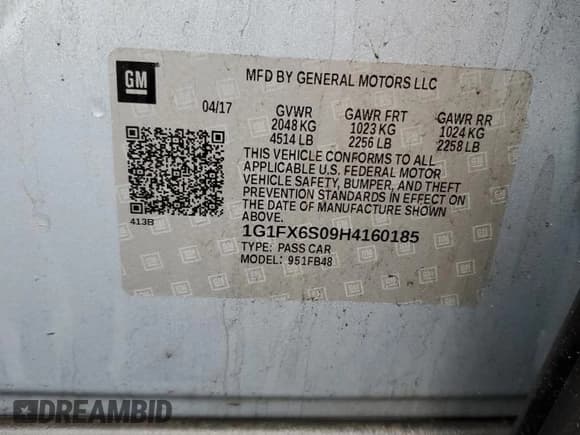 GM
MFD BY GENERAL MOTORS LLC
04/17 GVWR GAWR FRT GAWR RR
2048 KG 1023 KG 1024 KG
4514 LB 2256 LB 2258 LB
THIS VEHICLE CONFORMS TO ALL
APPLICABLE U.S. FEDERAL MOTOR
VEHICLE SAFETY, BUMPER, AND THEFT
PREVENTION STANDARDS IN EFFECT ON
THE DATE OF MANUFACTURE SHOWN
ABOVE.
413B
1G1FX6S09H4160185
TYPE: PASS CAR
MODEL: 951FB48
DREAMBID